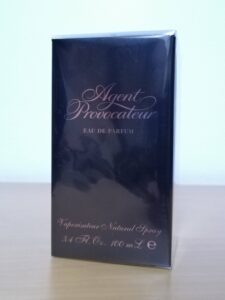 Agent
Provocateur
EAU DE PARFUM
Vaporisateur Natural Spray
3.4 Fl. Oz. 100 mL ℮